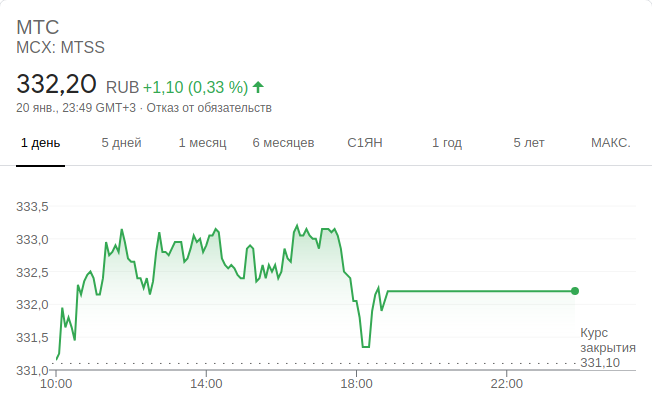 МТС
MCX: MTSS
332,20 RUB +1,10 (0,33 %)
20 янв., 23:49 GMT+3 · Отказ от обязательств
1 день 5 дней 1 месяц 6 месяцев С1ЯН 1 год 5 лет МАКС.
333,5
333,0
332,5
332,0
331,5
331,0
Курс
закрытия
331,10
10:00 14:00 18:00 22:00